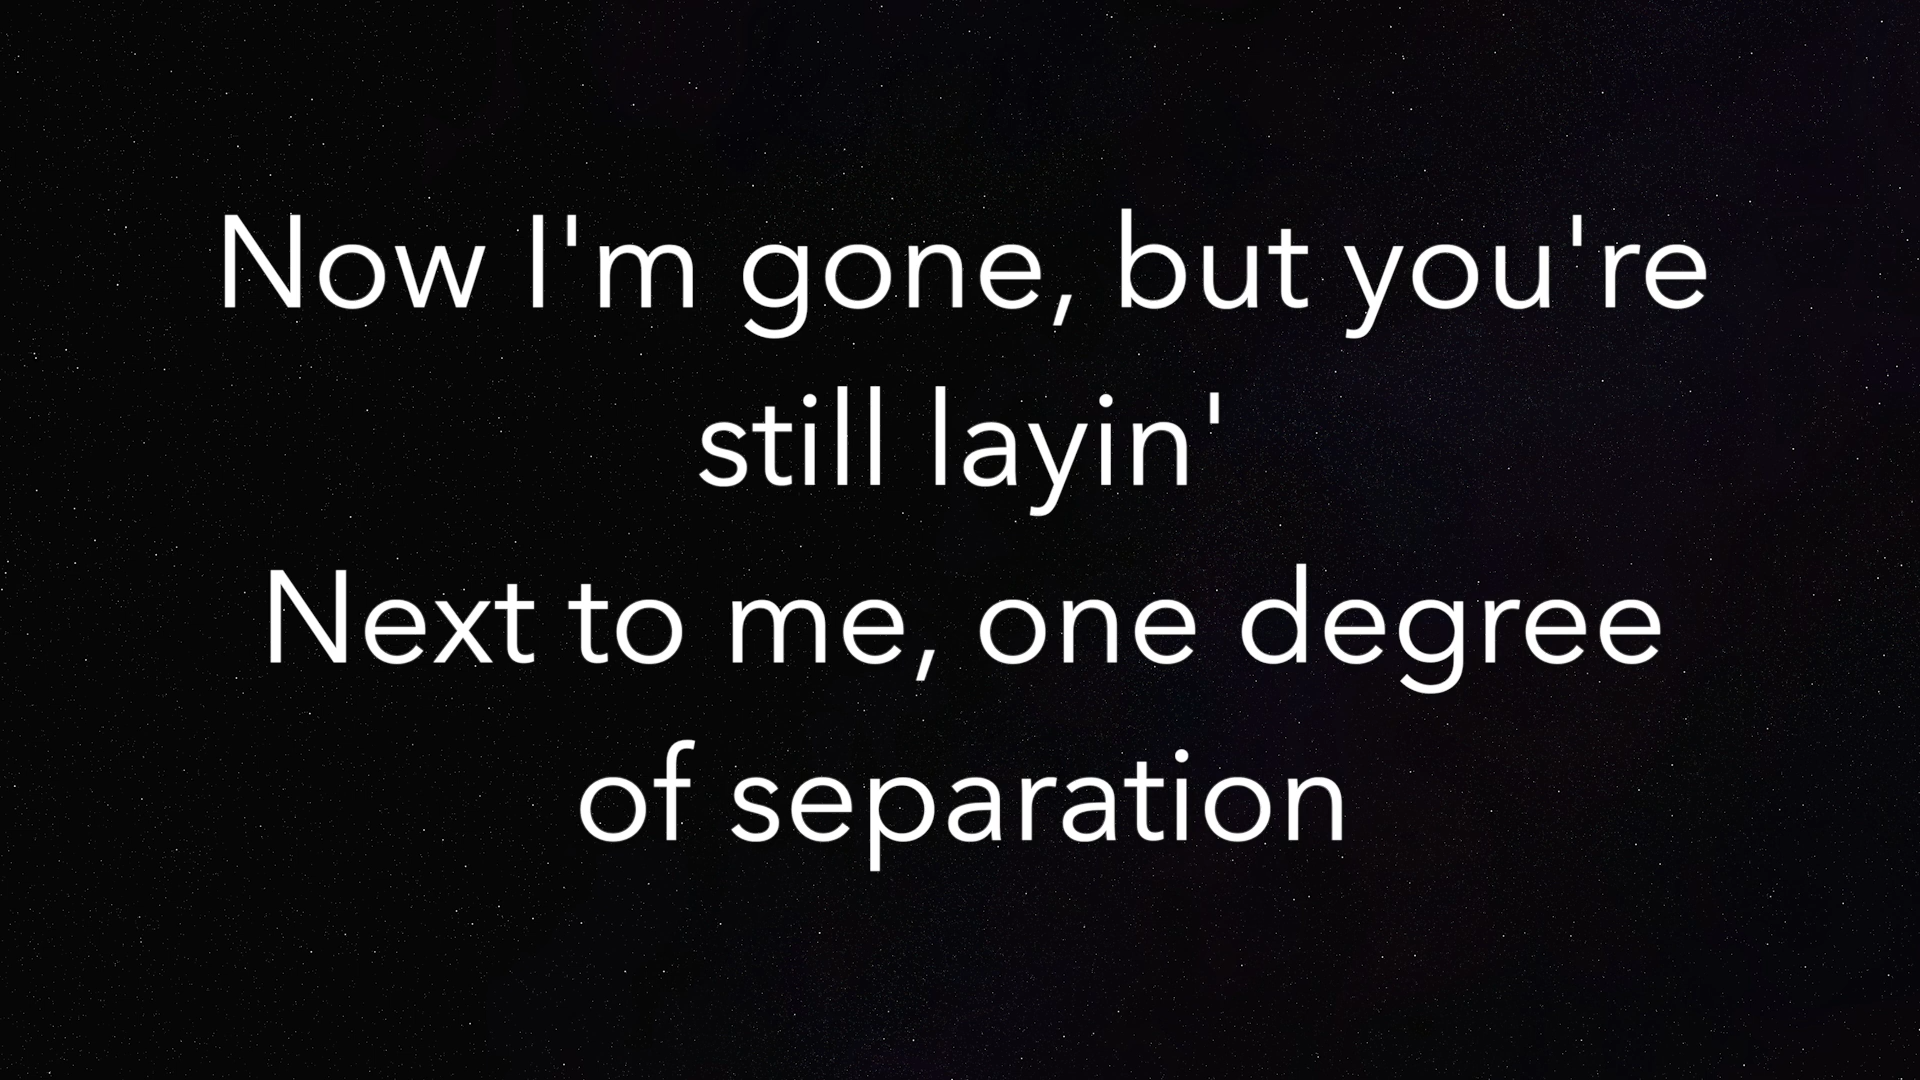 Now I'm gone, but you're
still layin'
Next to me, one degree
of separation